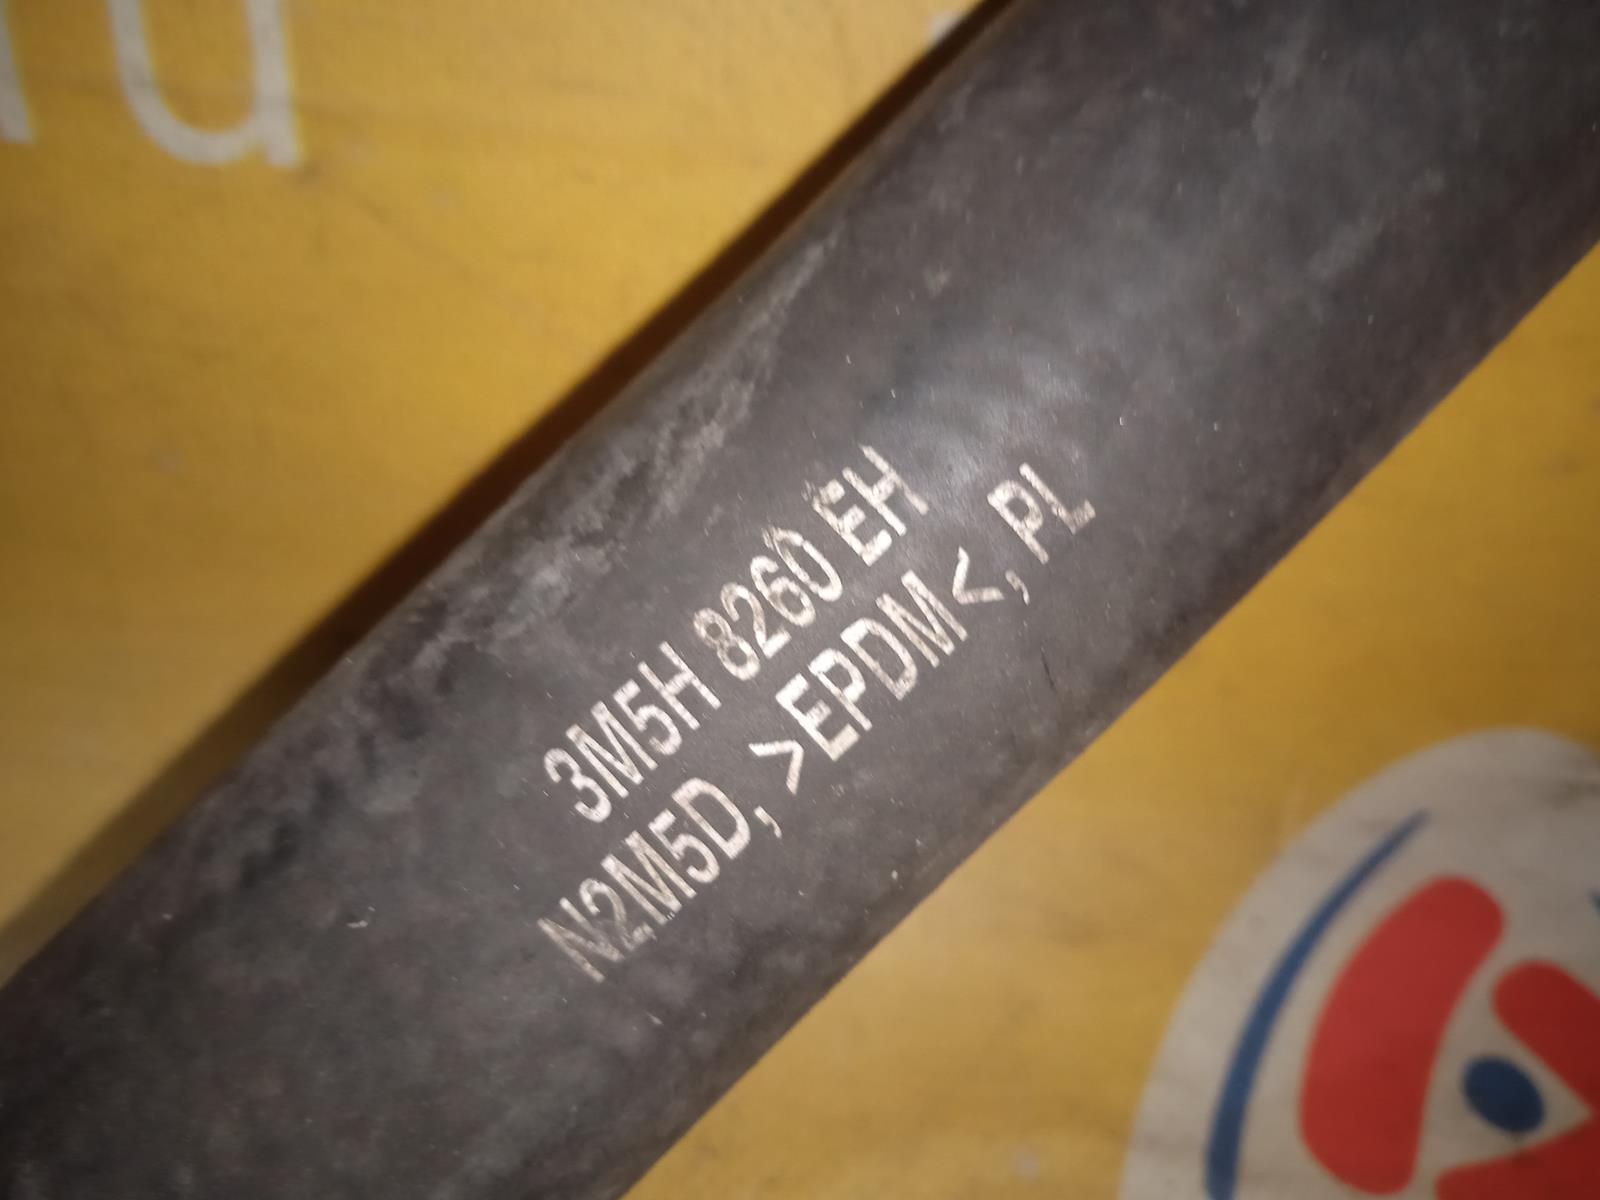 3M5H 8260 EH
N2M5D, >EPDM<, PL